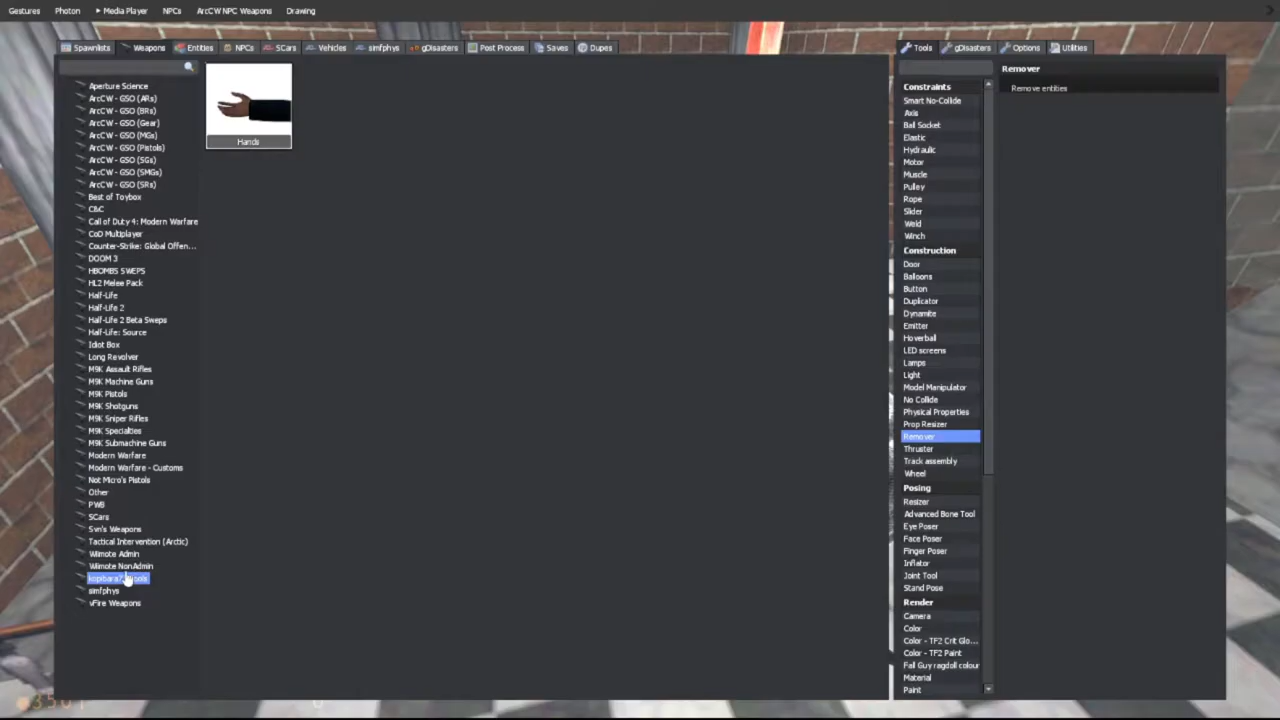 Gestures Photon Media Player NPCs ArcCW NPC Weapons Drawing
Spawnlists Weapons Entities NPCs SCars Vehicles simfphys gDisasters Post Process Saves Dupes
Tools gDisasters Options Utilities
Aperture Science
ArcCW - GSO (ARs)
ArcCW - GSO (BRs)
ArcCW - GSO (Gear)
ArcCW - GSO (MGs)
ArcCW - GSO (Pistols)
ArcCW - GSO (SGs)
ArcCW - GSO (SMGs)
ArcCW - GSO (SRs)
Best of Toybox
C&C
Call of Duty 4: Modern Warfare
CoD Multiplayer
Counter-Strike: Global Offen...
DOOM 3
HBOMBS SWEPS
HL2 Melee Pack
Half-Life
Half-Life 2
Half-Life 2 Beta Sweps
Half-Life: Source
Idiot Box
Long Revolver
M9K Assault Rifles
M9K Machine Guns
M9K Pistols
M9K Shotguns
M9K Sniper Rifles
M9K Specialties
M9K Submachine Guns
Modern Warfare
Modern Warfare - Customs
Not Micro's Pistols
Other
PWB
SCars
Svn's Weapons
Tactical Intervention (Arctic)
Wiimote Admin
Wiimote NonAdmin
simfphys
vFire Weapons
Hands
Constraints
Smart No-Collide
Axis
Ball Socket
Elastic
Hydraulic
Motor
Muscle
Pulley
Rope
Slider
Weld
Winch
Construction
Door
Balloons
Button
Duplicator
Dynamite
Emitter
Hoverball
LED screens
Lamps
Light
Model Manipulator
No Collide
Physical Properties
Prop Resizer
Remover
Thruster
Track assembly
Wheel
Posing
Resizer
Advanced Bone Tool
Eye Poser
Face Poser
Finger Poser
Inflator
Joint Tool
Stand Pose
Render
Camera
Color
Color - TF2 Crit Glo...
Color - TF2 Paint
Fall Guy ragdoll colour
Material
Paint
Remover
Remove entities